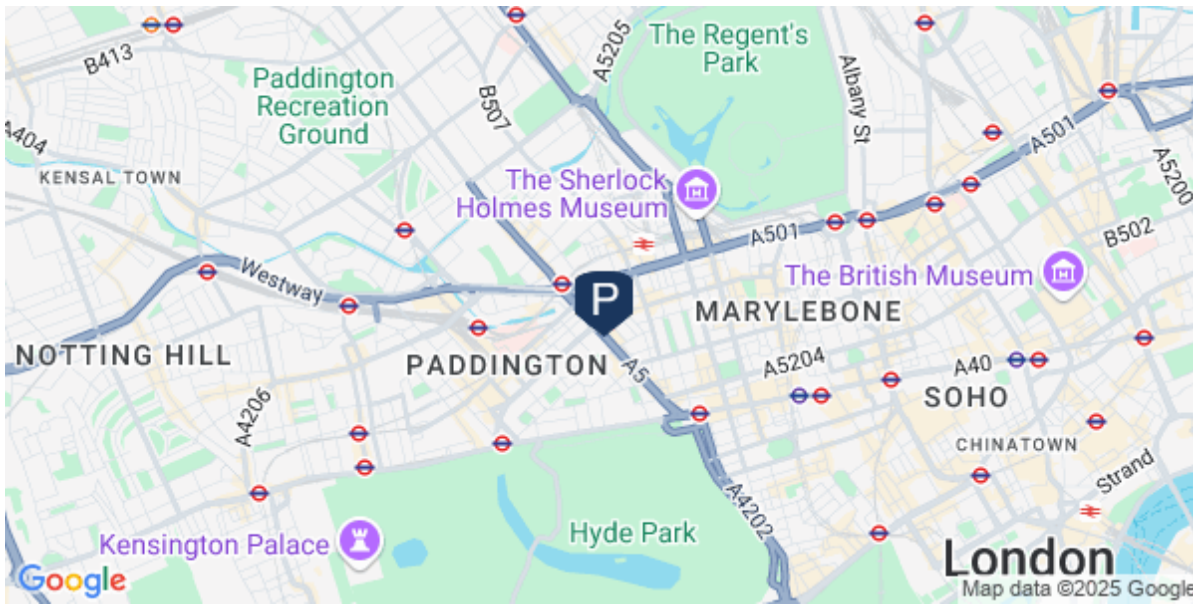 B413
A5205
The Regent's
Park
Paddington
Recreation
Ground
B507
Albany St
A404
A501
A5200
KENSAL TOWN
The Sherlock
Holmes Museum
A501
B502
Westway
The British Museum
P
MARYLEBONE
NOTTING HILL
PADDINGTON
A5
A5204
A40
A4206
SOHO
CHINATOWN
Strand
A4202
Kensington Palace
Hyde Park
London
Google
Map data ©2025 Google